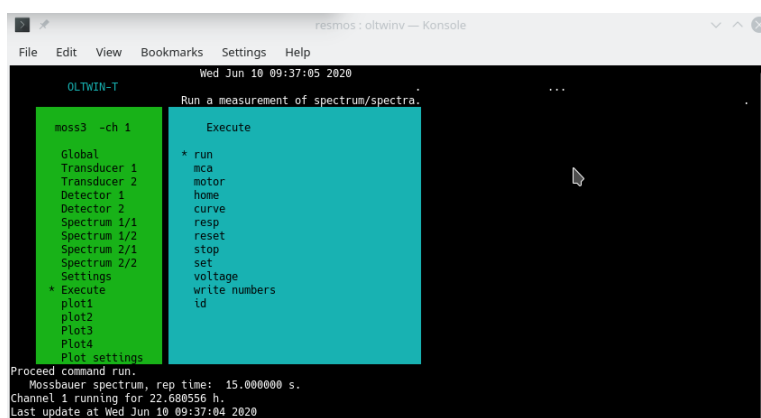 resmos : oltwinv — Konsole
File Edit View Bookmarks Settings Help
Wed Jun 10 09:37:05 2020
OLTWIN-T . ...
Run a measurement of spectrum/spectra. .
moss3 -ch 1 Execute
Global * run
Transducer 1 mca
Transducer 2 motor
Detector 1 home
Detector 2 curve
Spectrum 1/1 resp
Spectrum 1/2 reset
Spectrum 2/1 stop
Spectrum 2/2 set
Settings voltage
* Execute write numbers
plot1 id
plot2
Plot3
Plot4
Plot settings
Proceed command run.
Mossbauer spectrum, rep time: 15.000000 s.
Channel 1 running for 22.680556 h.
Last update at Wed Jun 10 09:37:04 2020